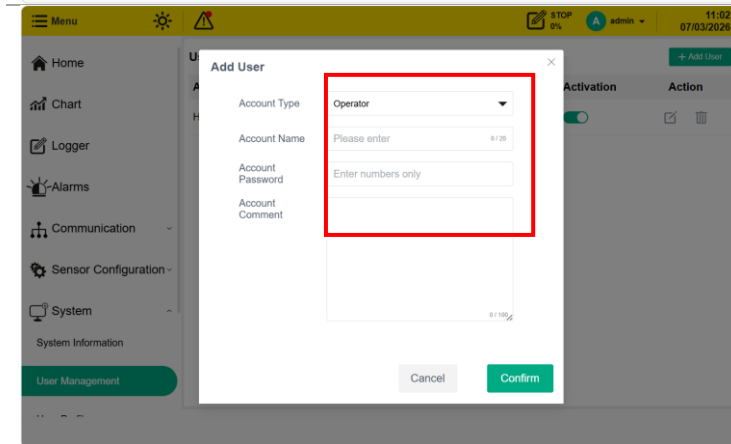 Menu
STOP
0%
A admin
11:02
07/03/2026
Home
Chart
Logger
Alarms
Communication
Sensor Configuration
System
System Information
User Management
+ Add User
Activation
Action
Add User
Account Type
Operator
Account Name
Please enter
0 / 20
Account
Password
Enter numbers only
Account
Comment
0 / 100
Cancel
Confirm